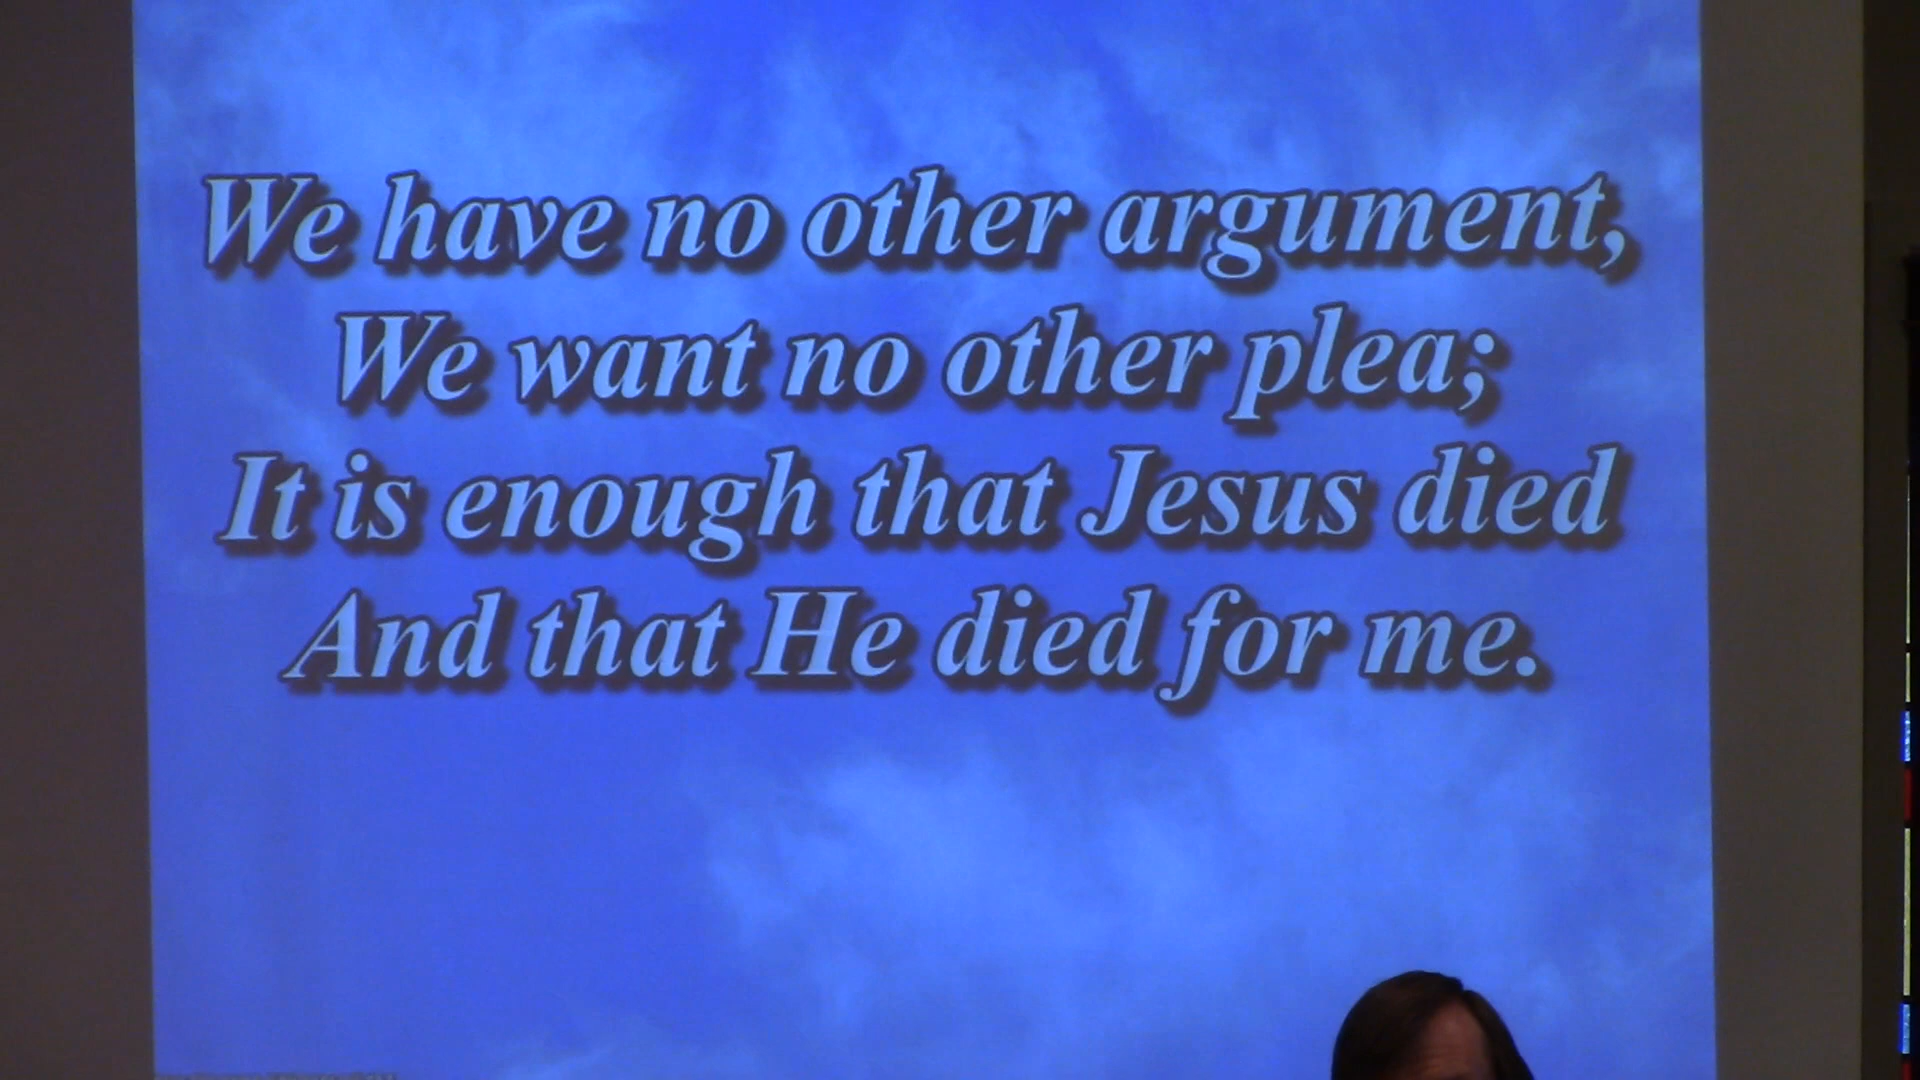 We have no other argument,
We want no other plea;
It is enough that Jesus died
And that He died for me.